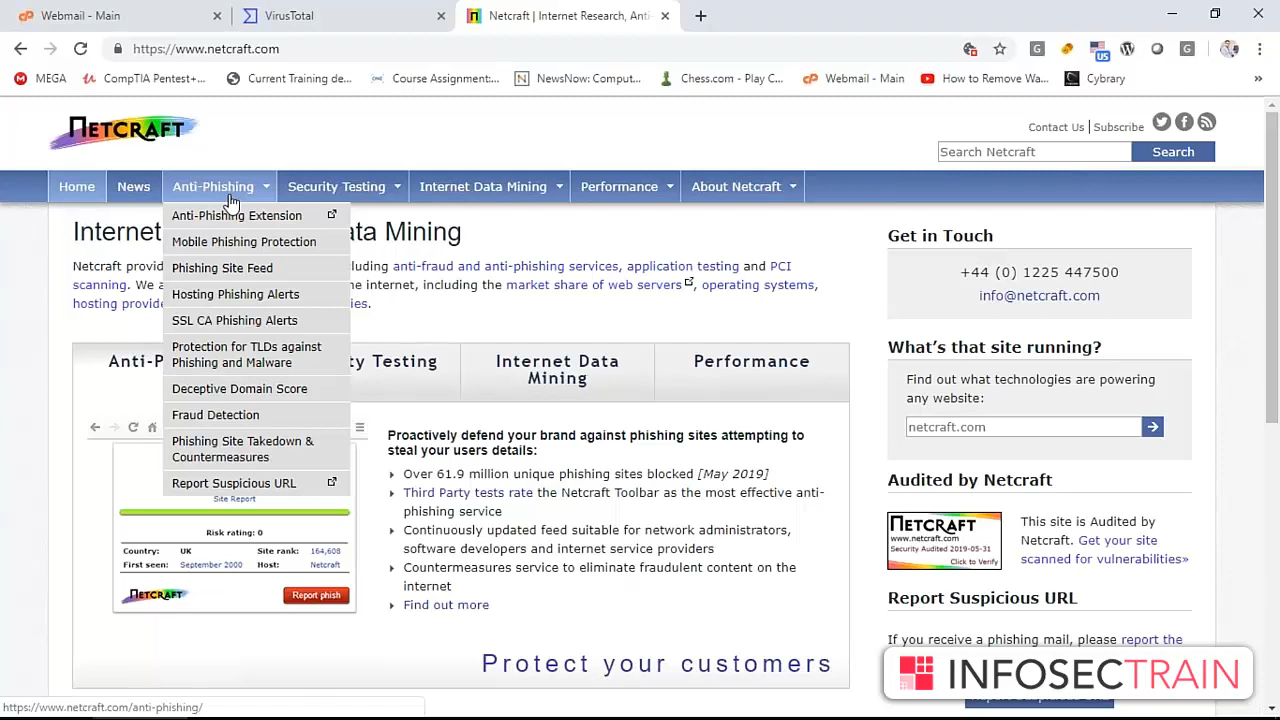 Webmail - Main
VirusTotal
Netcraft | Internet Research, Anti-
https://www.netcraft.com
MEGA
CompTIA Pentest+...
Current Training de...
Course Assignment:...
NewsNow: Comput...
Chess.com - Play C...
Webmail - Main
How to Remove Wa...
Cybrary
»
NETCRAFT
Contact Us | Subscribe
Search Netcraft
Search
Home
News
Anti-Phishing
Security Testing
Internet Data Mining
Performance
About Netcraft
Anti-Phishing Extension
Mobile Phishing Protection
Phishing Site Feed
Hosting Phishing Alerts
SSL CA Phishing Alerts
Protection for TLDs against
Phishing and Malware
Deceptive Domain Score
Fraud Detection
Phishing Site Takedown &
Countermeasures
Report Suspicious URL
Internet ata Mining
Netcraft provid cluding anti-fraud and anti-phishing services, application testing and PCI
scanning. We a the internet, including the market share of web servers, operating systems,
hosting provide ies.
Anti-P
y Testing
Internet Data
Mining
Performance
Site Report
Risk rating: 0
Country: UK Site rank: 164,608
First seen: September 2000 Host: Netcraft
NETCRAFT
Report phish
Proactively defend your brand against phishing sites attempting to
steal your users details:
Over 61.9 million unique phishing sites blocked [May 2019]
Third Party tests rate the Netcraft Toolbar as the most effective anti-
phishing service
Continuously updated feed suitable for network administrators,
software developers and internet service providers
Countermeasures service to eliminate fraudulent content on the
internet
Find out more
Protect your customers
Get in Touch
+44 (0) 1225 447500
info@netcraft.com
What's that site running?
Find out what technologies are powering
any website:
netcraft.com
Audited by Netcraft
NETCRAFT
www.netcraft.com
Security Audited 2019-05-31
Click to Verify
This site is Audited by
Netcraft. Get your site
scanned for vulnerabilities»
Report Suspicious URL
If you receive a phishing mail, please report the
INFOSECTRAIN
https://www.netcraft.com/anti-phishing/